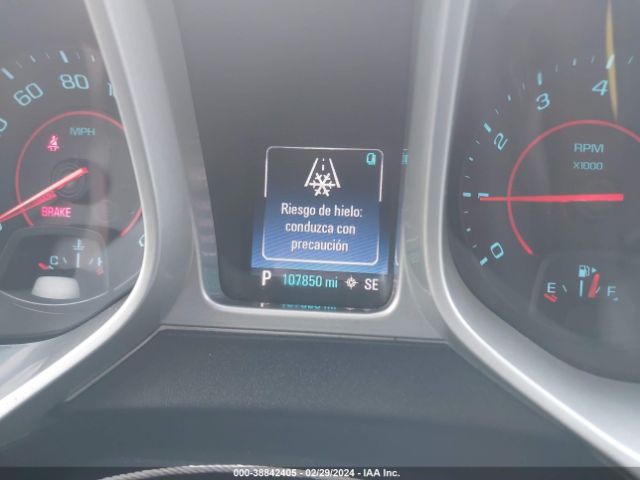 60 80
MPH
BRAKE
C
Riesgo de hielo:
conduzca con
precaución
P 107850 mi SE
4
3
2
1
0
RPM
X1000
E F
000-38842405 - 02/29/2024 - IAA Inc.